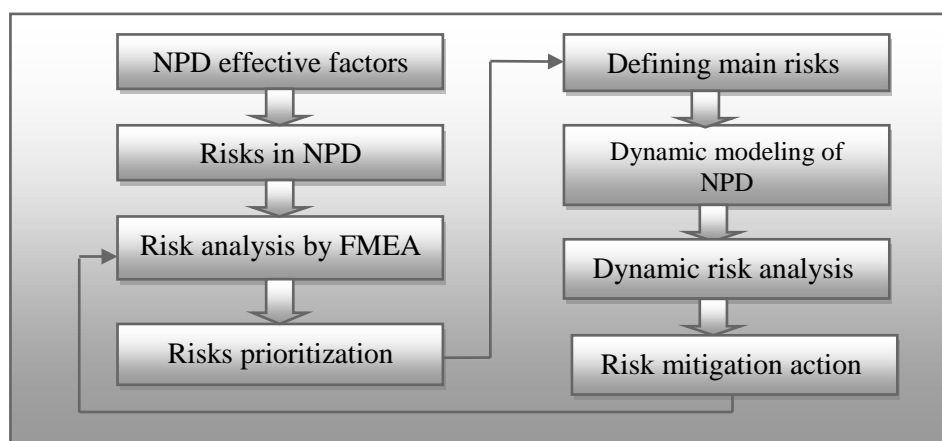 NPD effective factors
Risks in NPD
Risk analysis by FMEA
Risks prioritization
Defining main risks
Dynamic modeling of
NPD
Dynamic risk analysis
Risk mitigation action